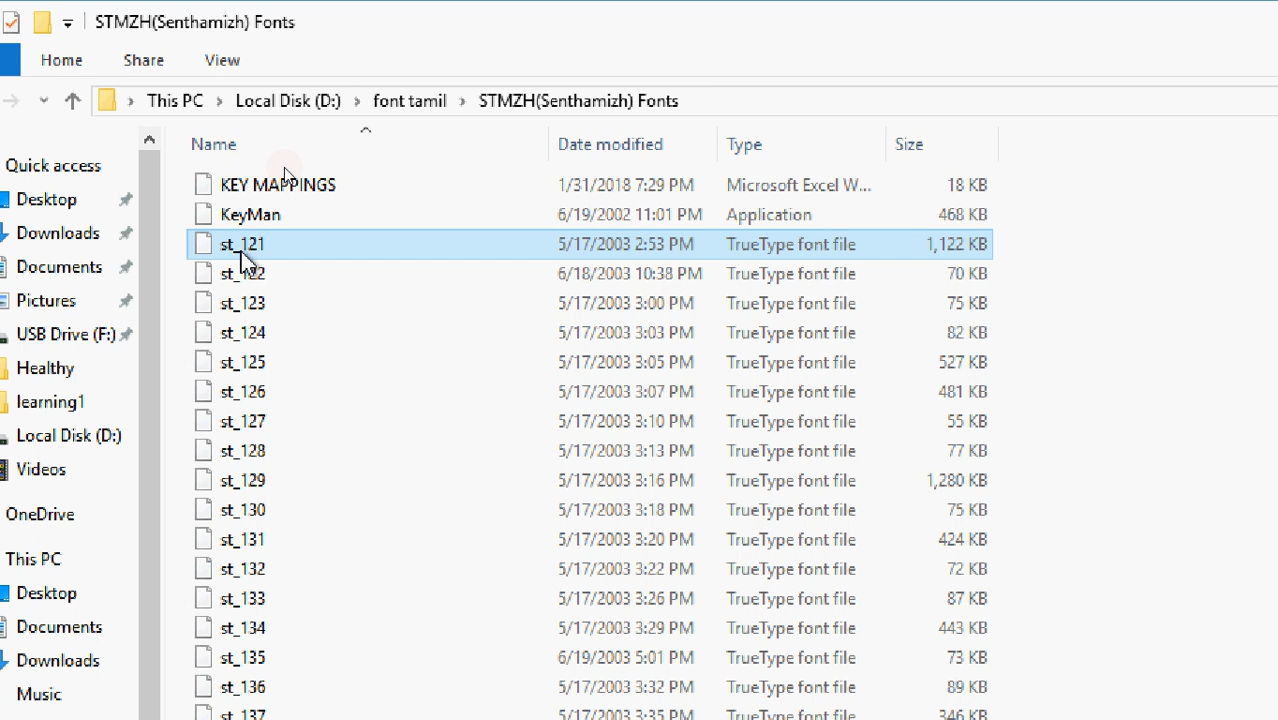 STMZH(Senthamizh) Fonts
Home Share View
This PC Local Disk (D:) font tamil STMZH(Senthamizh) Fonts
Name Date modified Type Size
Quick access
Desktop
Downloads
Documents
Pictures
USB Drive (F:)
Healthy
learning1
Local Disk (D:)
Videos
OneDrive
This PC
Desktop
Documents
Downloads
Music
KEY MAPPINGS 1/31/2018 7:29 PM Microsoft Excel W... 18 KB
KeyMan 6/19/2002 11:01 PM Application 468 KB
st_121 5/17/2003 2:53 PM TrueType font file 1,122 KB
st_122 6/18/2003 10:38 PM TrueType font file 70 KB
st_123 5/17/2003 3:00 PM TrueType font file 75 KB
st_124 5/17/2003 3:03 PM TrueType font file 82 KB
st_125 5/17/2003 3:05 PM TrueType font file 527 KB
st_126 5/17/2003 3:07 PM TrueType font file 481 KB
st_127 5/17/2003 3:10 PM TrueType font file 55 KB
st_128 5/17/2003 3:13 PM TrueType font file 77 KB
st_129 5/17/2003 3:16 PM TrueType font file 1,280 KB
st_130 5/17/2003 3:18 PM TrueType font file 75 KB
st_131 5/17/2003 3:20 PM TrueType font file 424 KB
st_132 5/17/2003 3:22 PM TrueType font file 72 KB
st_133 5/17/2003 3:26 PM TrueType font file 87 KB
st_134 5/17/2003 3:29 PM TrueType font file 443 KB
st_135 6/19/2003 5:01 PM TrueType font file 73 KB
st_136 5/17/2003 3:32 PM TrueType font file 89 KB
st_137 5/17/2003 3:35 PM TrueType font file 346 KB